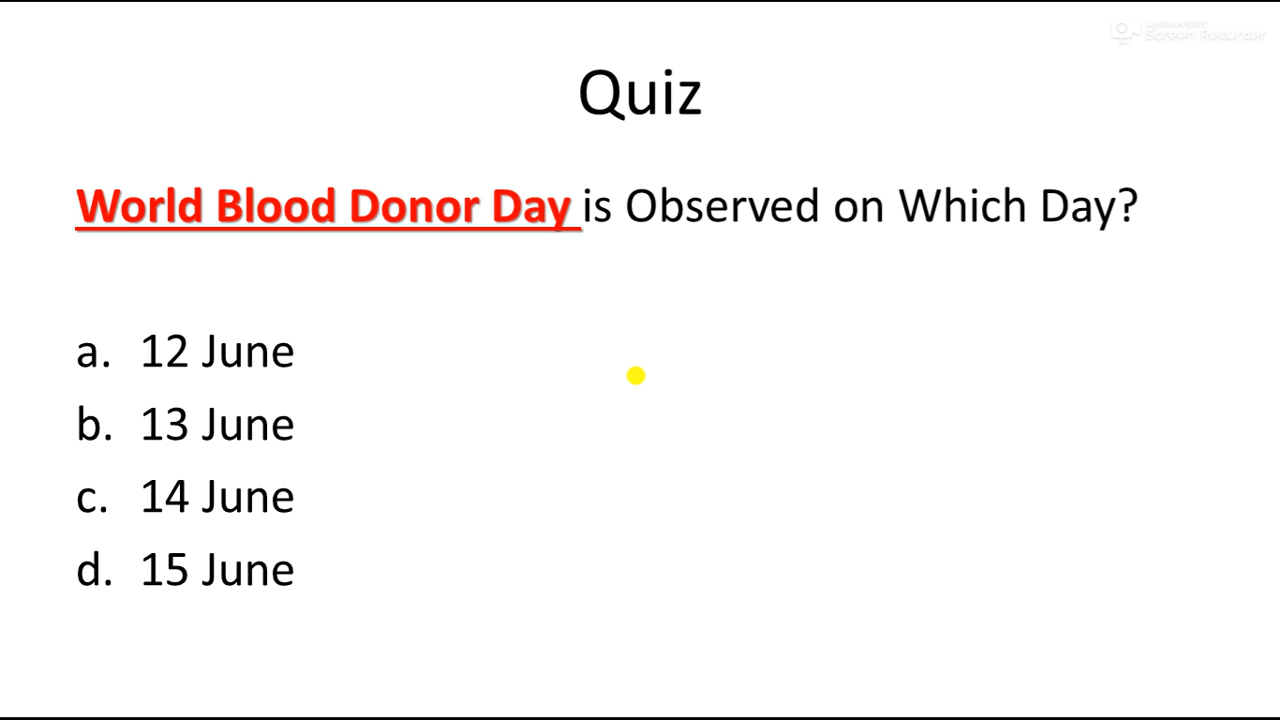 Apowersoft
Screen Recorder
Quiz
World Blood Donor Day is Observed on Which Day?
a. 12 June
b. 13 June
c. 14 June
d. 15 June